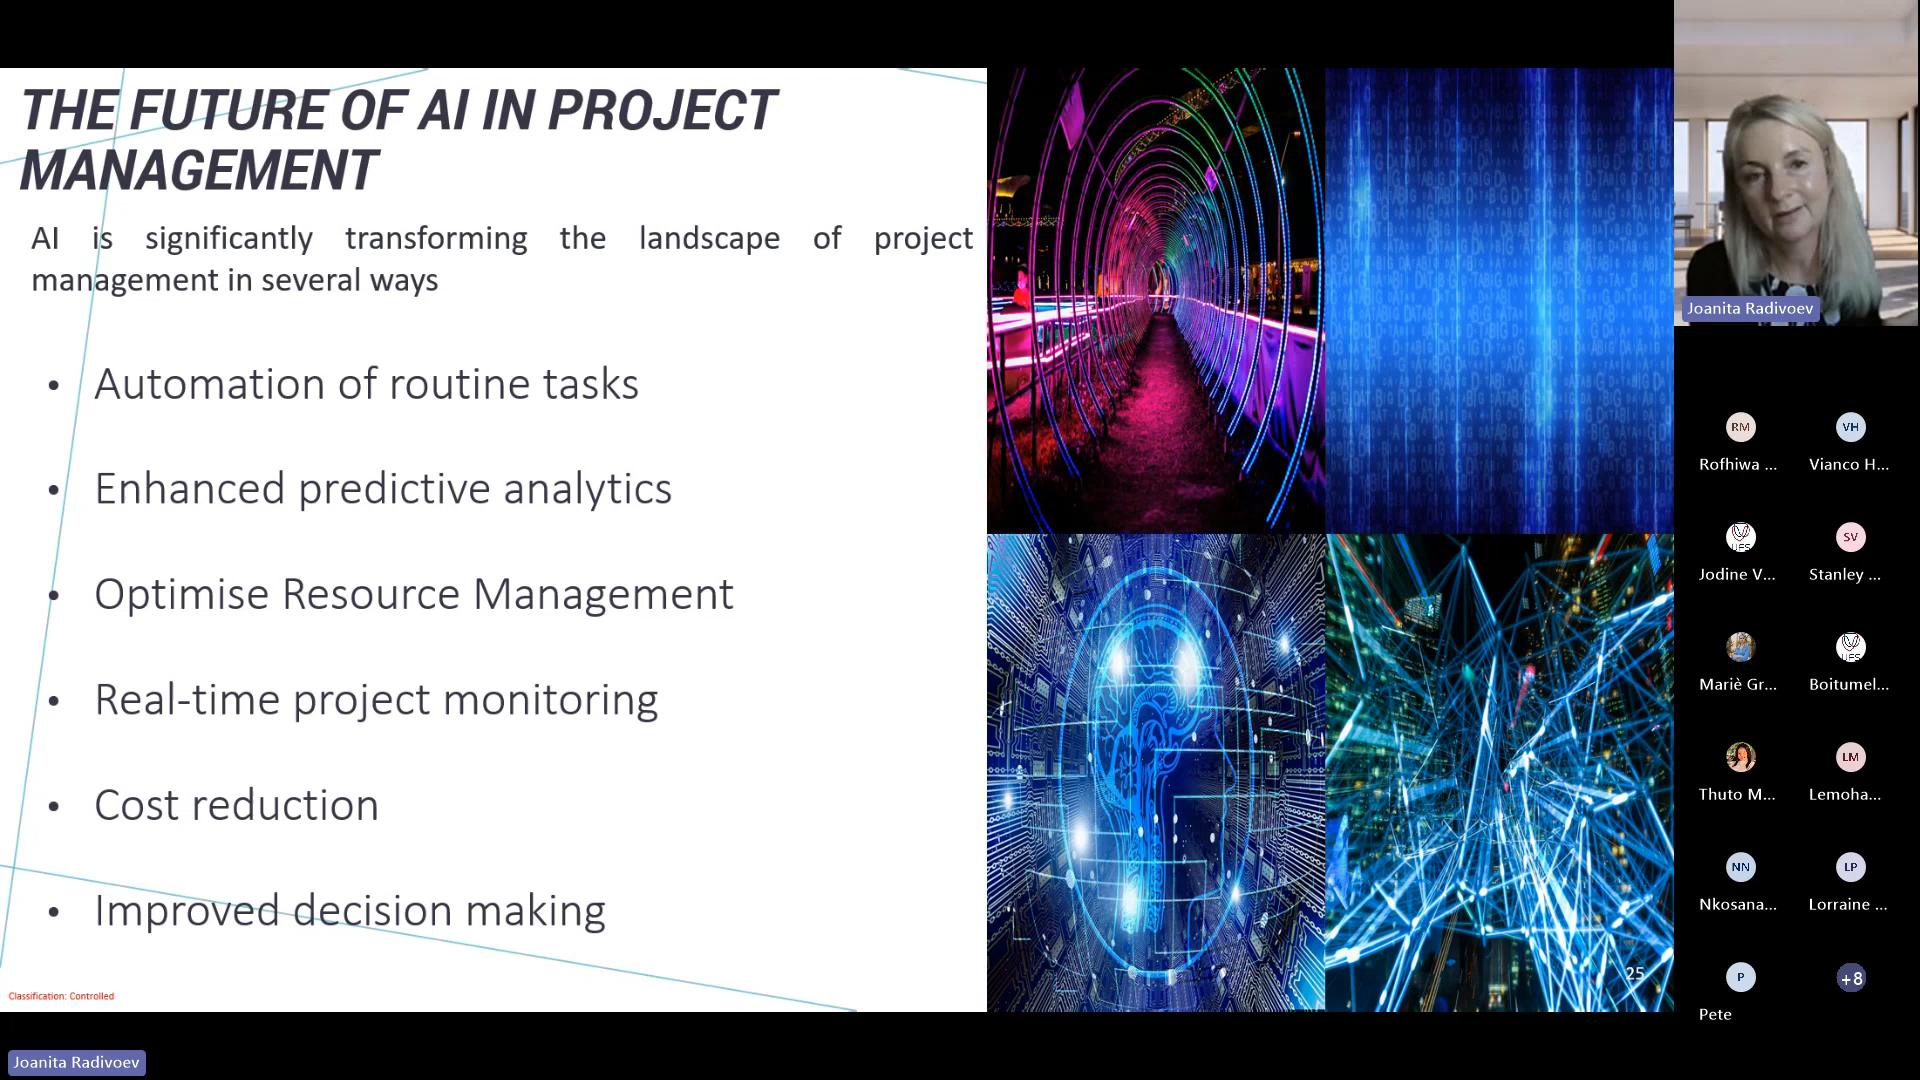 THE FUTURE OF AI IN PROJECT
MANAGEMENT
AI is significantly transforming the landscape of project
management in several ways
• Automation of routine tasks
• Enhanced predictive analytics
• Optimise Resource Management
• Real-time project monitoring
• Cost reduction
• Improved decision making
Classification: Controlled
25
Joanita Radivoev
Joanita Radivoev
RM
VH
Rofhiwa ...
Vianco H...
UFS
SV
Jodine V...
Stanley ...
UFS
Mariè Gr...
Boitumel...
LM
Thuto M...
Lemoha...
NN
LP
Nkosana...
Lorraine ...
P
+8
Pete